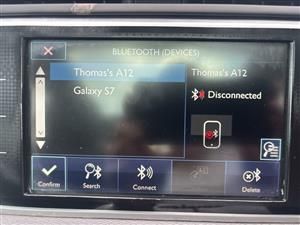 BLUETOOTH (DEVICES)
Thomas's A12
Galaxy S7
Thomas's A12
Disconnected
Confirm
Search
Connect
Delete